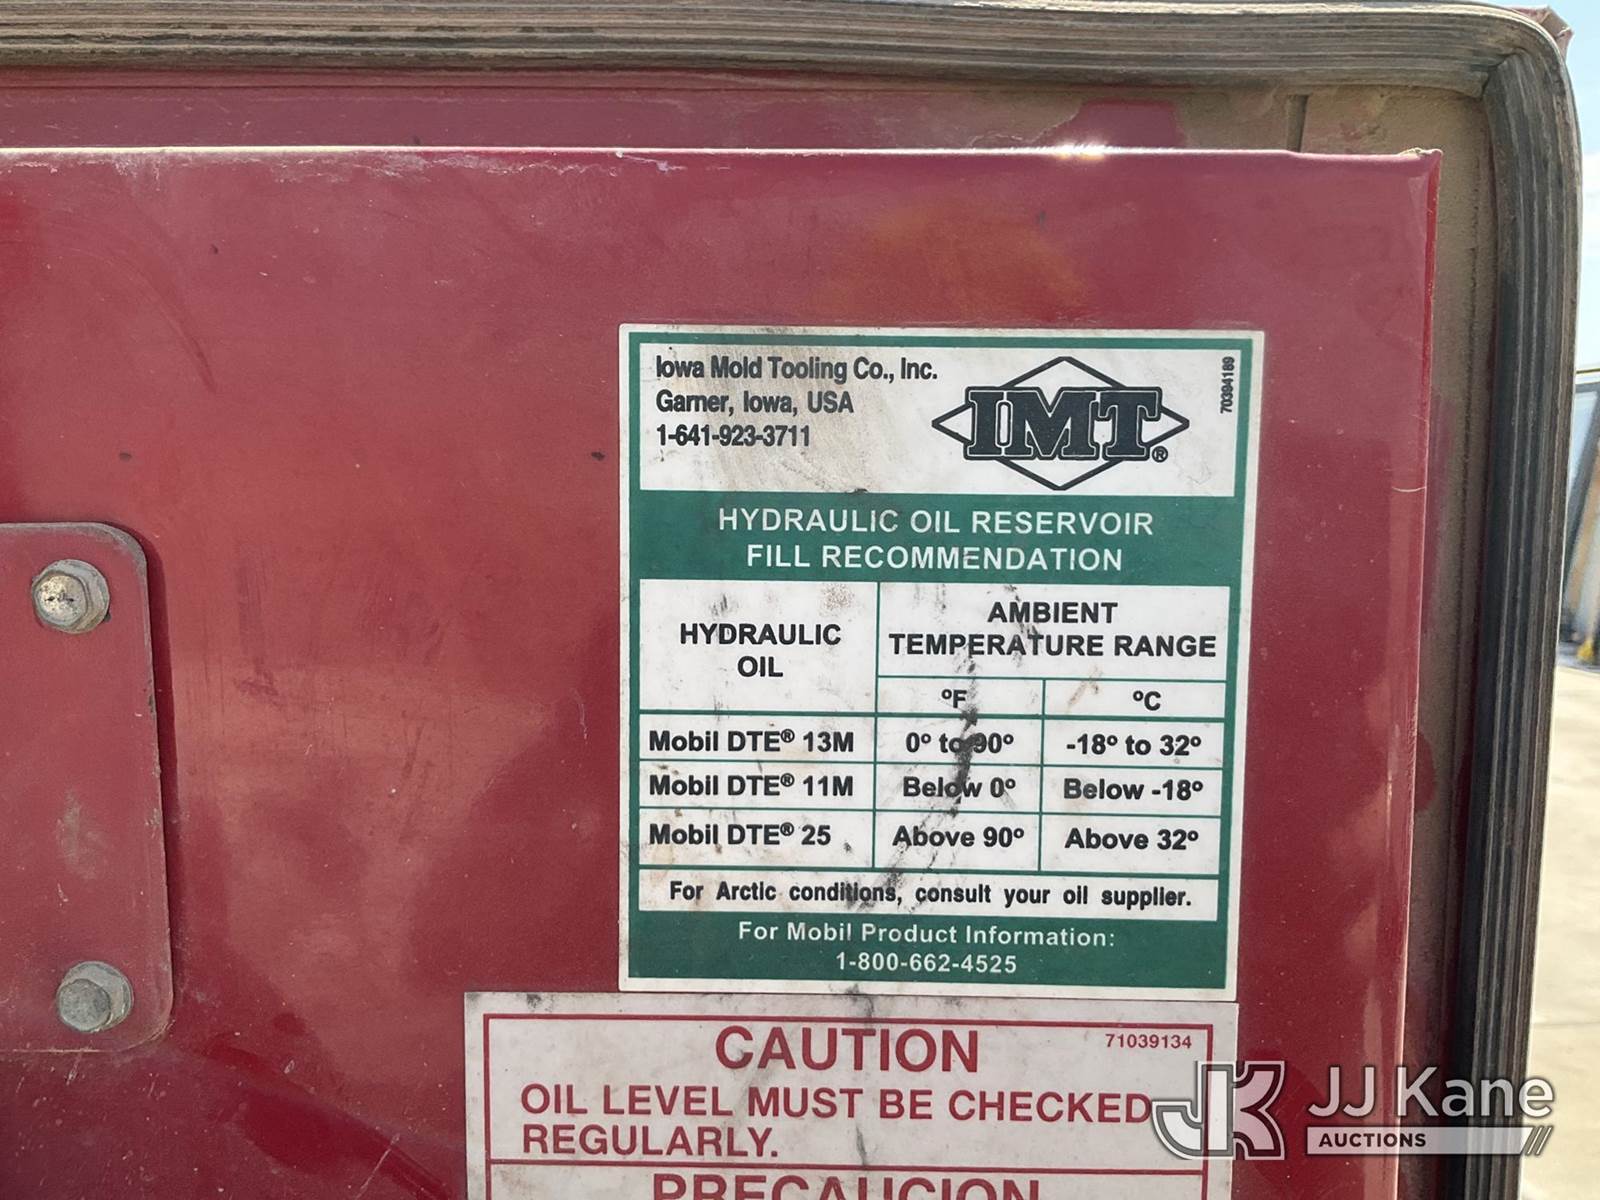 Iowa Mold Tooling Co., Inc.
Garner, Iowa, USA
1-641-923-3711
IMT®
70394189
HYDRAULIC OIL RESERVOIR
FILL RECOMMENDATION
HYDRAULIC
OIL
AMBIENT
TEMPERATURE RANGE
ºF
ºC
Mobil DTE® 13M 0º to 90º -18º to 32º
Mobil DTE® 11M Below 0º Below -18º
Mobil DTE® 25 Above 90º Above 32º
For Arctic conditions, consult your oil supplier.
For Mobil Product Information:
1-800-662-4525
CAUTION
71039134
OIL LEVEL MUST BE CHECKED
REGULARLY.
PRECAUCION
JK JJ Kane
AUCTIONS